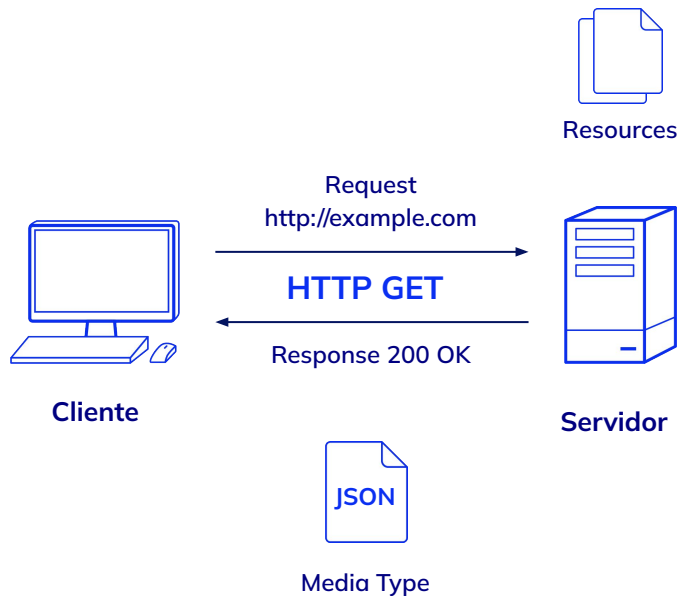 Resources
Request
http://example.com
HTTP GET
Response 200 OK
Cliente
Servidor
JSON
Media Type